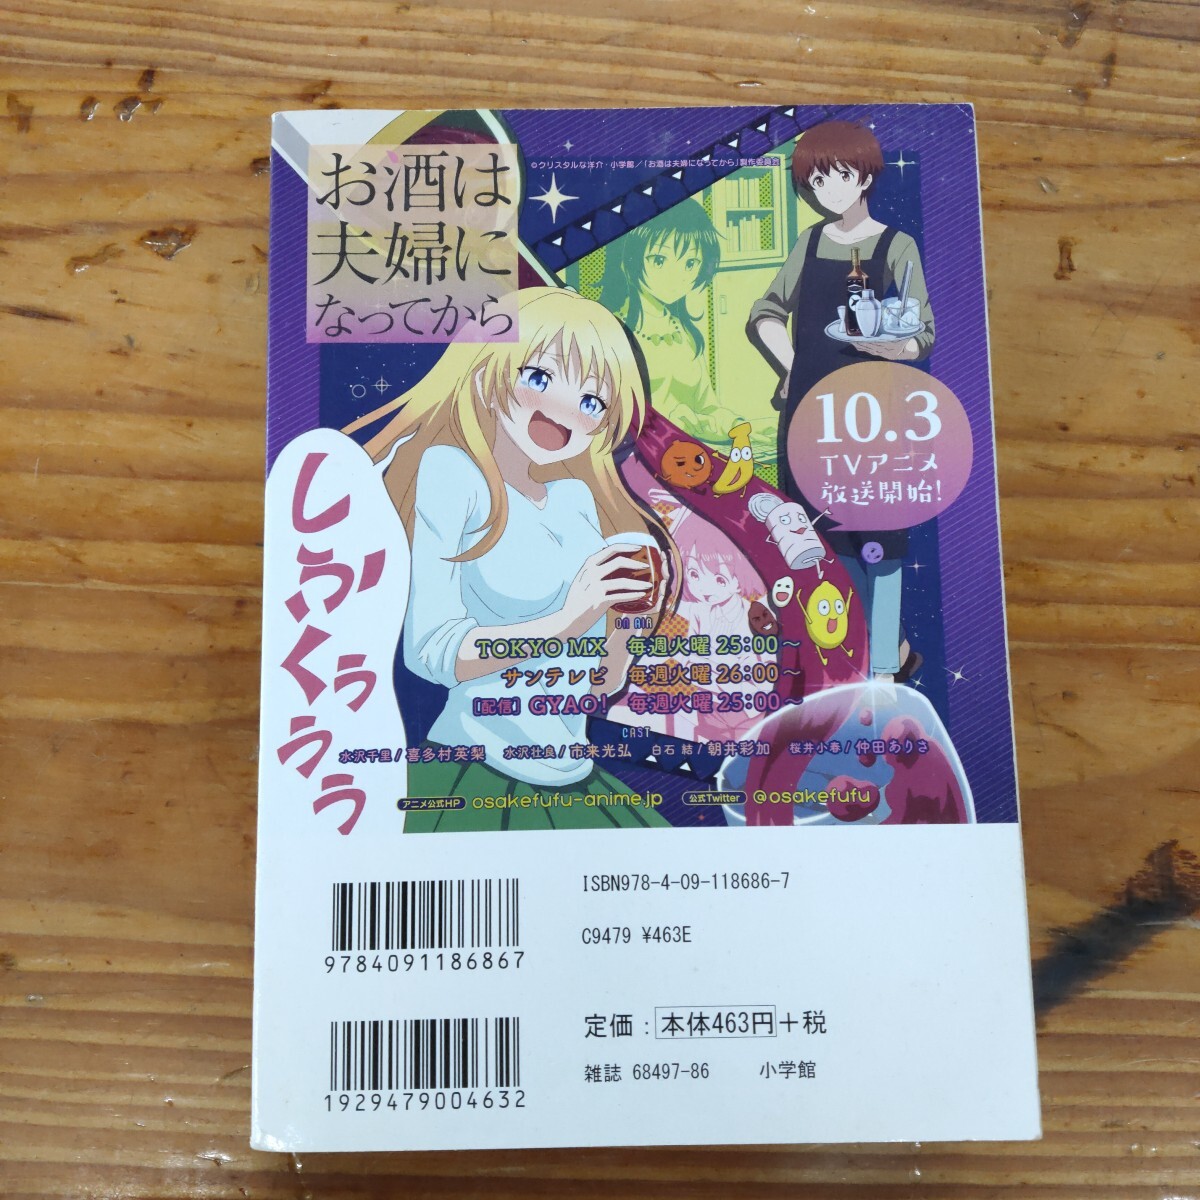 ©クリスタルな洋介・小学館/「お酒は夫婦になってから」製作委員会
お酒は
夫婦に
なってから
10.3
TVアニメ
放送開始!
しふくぅぅぅ
ON AIR
TOKYO MX 毎週火曜 25:00～
サンテレビ 毎週火曜 26:00～
[配信] GYAO! 毎週火曜 25:00～
CAST
水沢千里/喜多村英梨 水沢壮良/市来光弘 白石 結/朝井彩加 桜井小春/仲田ありさ
アニメ公式HP osakefufu-anime.jp 公式Twitter @osakefufu
ISBN978-4-09-118686-7
C9479 ¥463E
9784091186867
定価:本体463円+税
雑誌 68497-86 小学館
1929479004632